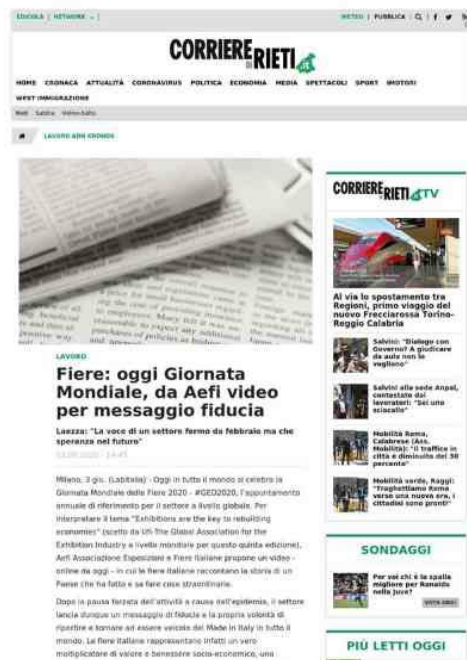 EDICOLA | NETWORK
METEO | PUBBLICA
CORRIERE DI RIETI
HOME CRONACA ATTUALITÀ CORONAVIRUS POLITICA ECONOMIA MEDIA SPETTACOLI SPORT IMOTORI
WEST IMMIGRAZIONE
Rieti Sabina
LAVORO ADN KRONOS
CORRIERE DI RIETI TV
Al via lo spostamento tra
Regioni, primo viaggio del
nuovo Frecciarossa Torino-
Reggio Calabria
Salvini: "Dialogo con
Governo? A giudicare
da aule non lo
vogliono"
Salvini alla sede Anpal,
contestato dai
lavoratori: "Sei uno
sciacallo"
Mobilità Roma,
Calabrese (Ass.
Mobilità): "Il traffico in
città è diminuito del 30
percento"
Mobilità verde, Raggi:
"Traghettiamo Roma
verso una nuova era, i
cittadini sono pronti"
SONDAGGI
Per voi chi è la spalla
migliore per Ronaldo
nella Juve?
VOTA ORA!
PIÙ LETTI OGGI
LAVORO
Fiere: oggi Giornata
Mondiale, da Aefi video
per messaggio fiducia
Laezza: "La voce di un settore fermo da febbraio ma che
speranza nel futuro"
Milano, 3 giu. (Labitalia) - Oggi in tutto il mondo si celebra la
Giornata Mondiale delle Fiere 2020 - #GED2020, l'appuntamento
annuale di riferimento per il settore a livello globale. Per
interpretare il tema "Exhibitions are the key to rebuilding
economies" (scelto da Ufi-The Global Association for the
Exhibition Industry a livello mondiale per questo quinta edizione),
Aefi Associazione Esposizioni e Fiere Italiane propone un video -
online da oggi - in cui le fiere italiane raccontano la storia di un
Paese che ha fatto e sa fare cose straordinarie.
Dopo la pausa forzata dell'attività a causa dell'epidemia, il settore
lancia dunque un messaggio di fiducia e la propria volontà di
ripartire e tornare ad essere veicolo del Made in Italy in tutto il
mondo. Le fiere italiane rappresentano infatti un vero
moltiplicatore di valore e benessere socio-economico, uno